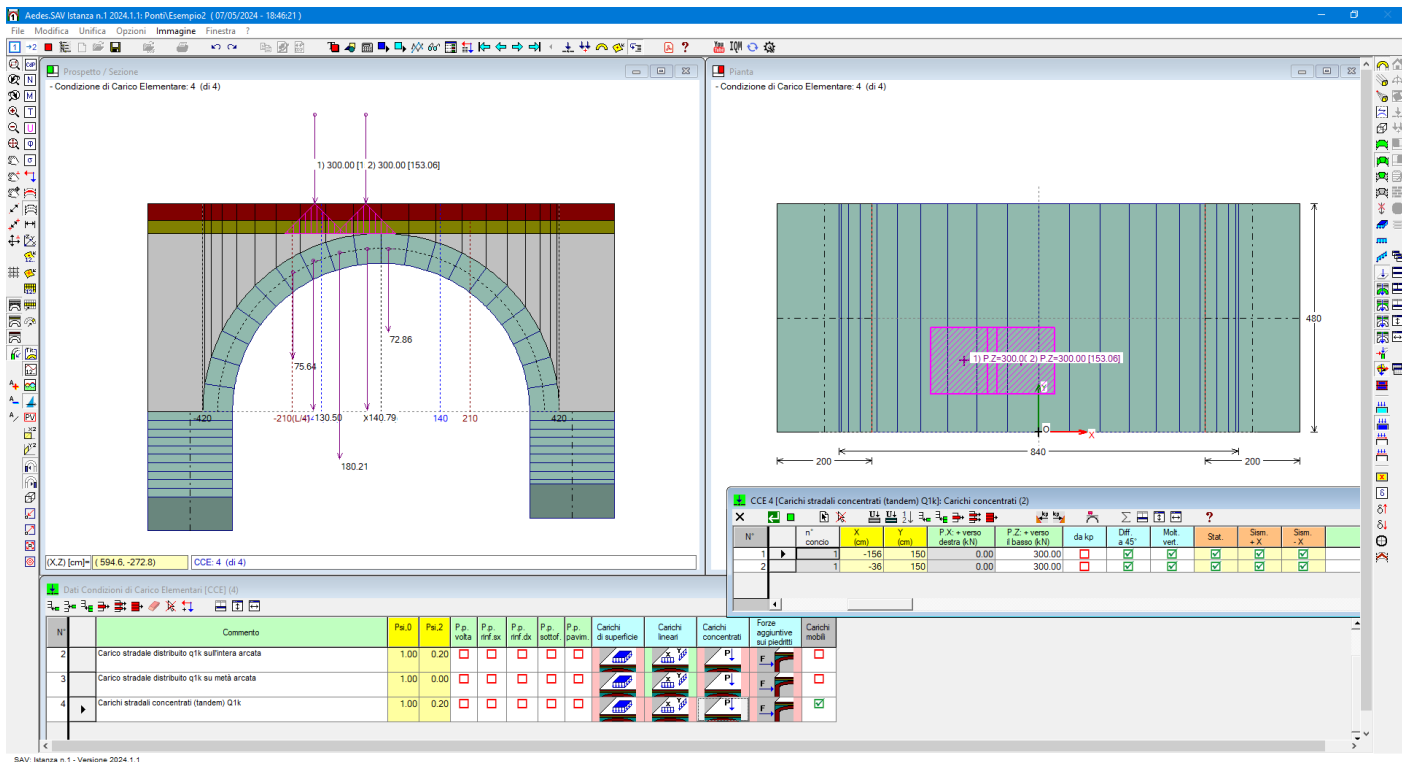 Aedes.SAV Istanza n.1 2024.1.1: Ponti\Esempio2 ( 07/05/2024 - 18:46:21 )
File Modifica Unifica Opzioni Immagine Finestra ?
Prospetto / Sezione
- Condizione di Carico Elementare: 4 (di 4)
1) 300.00 [1 2) 300.00 [153.06]
72.86
75.64
-420 -210(L/4) -130.50 X140.79 140 210 420
180.21
(X,Z) [cm]= ( 594.6, -272.8) CCE: 4 (di 4)
Pianta
- Condizione di Carico Elementare: 4 (di 4)
480
1) P.Z=300.0( 2) P.Z=300.00 [153.06]
Y
O
X
840
200 200
CCE 4 [Carichi stradali concentrati (tandem) Q1k]: Carichi concentrati (2)
N° n° concio X (cm) Y (cm) P.X: + verso destra (kN) P.Z: + verso il basso (kN) da kp Diff. a 45° Molt. vert. Stat. Sism. + X Sism. - X
1 1 -156 150 0.00 300.00
2 1 -36 150 0.00 300.00
Dati Condizioni di Carico Elementari [CCE] (4)
N° Commento Psi,0 Psi,2 P.p. volta P.p. rinf.sx P.p. rinf.dx P.p. sottof. P.p. pavim. Carichi di superficie Carichi lineari Carichi concentrati Forze aggiuntive sui piedritti Carichi mobili
2 Carico stradale distribuito q1k sull'intera arcata 1.00 0.20
3 Carico stradale distribuito q1k su metà arcata 1.00 0.00
4 Carichi stradali concentrati (tandem) Q1k 1.00 0.20
SAV: Istanza n.1 - Versione 2024.1.1